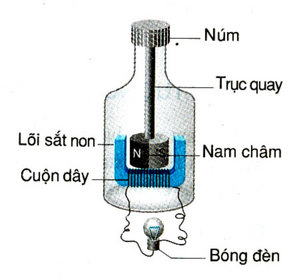 Núm
Trục quay
Lõi sắt non
N
Nam châm
Cuộn dây
Bóng đèn